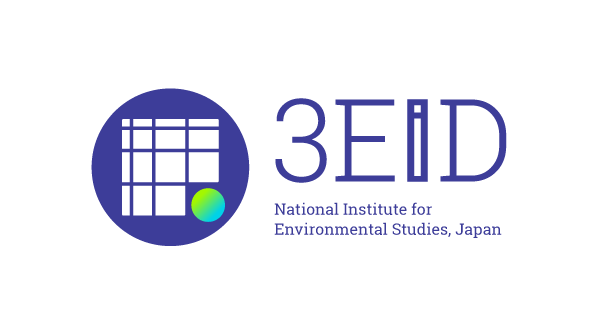 3EiD
National Institute for
Environmental Studies, Japan